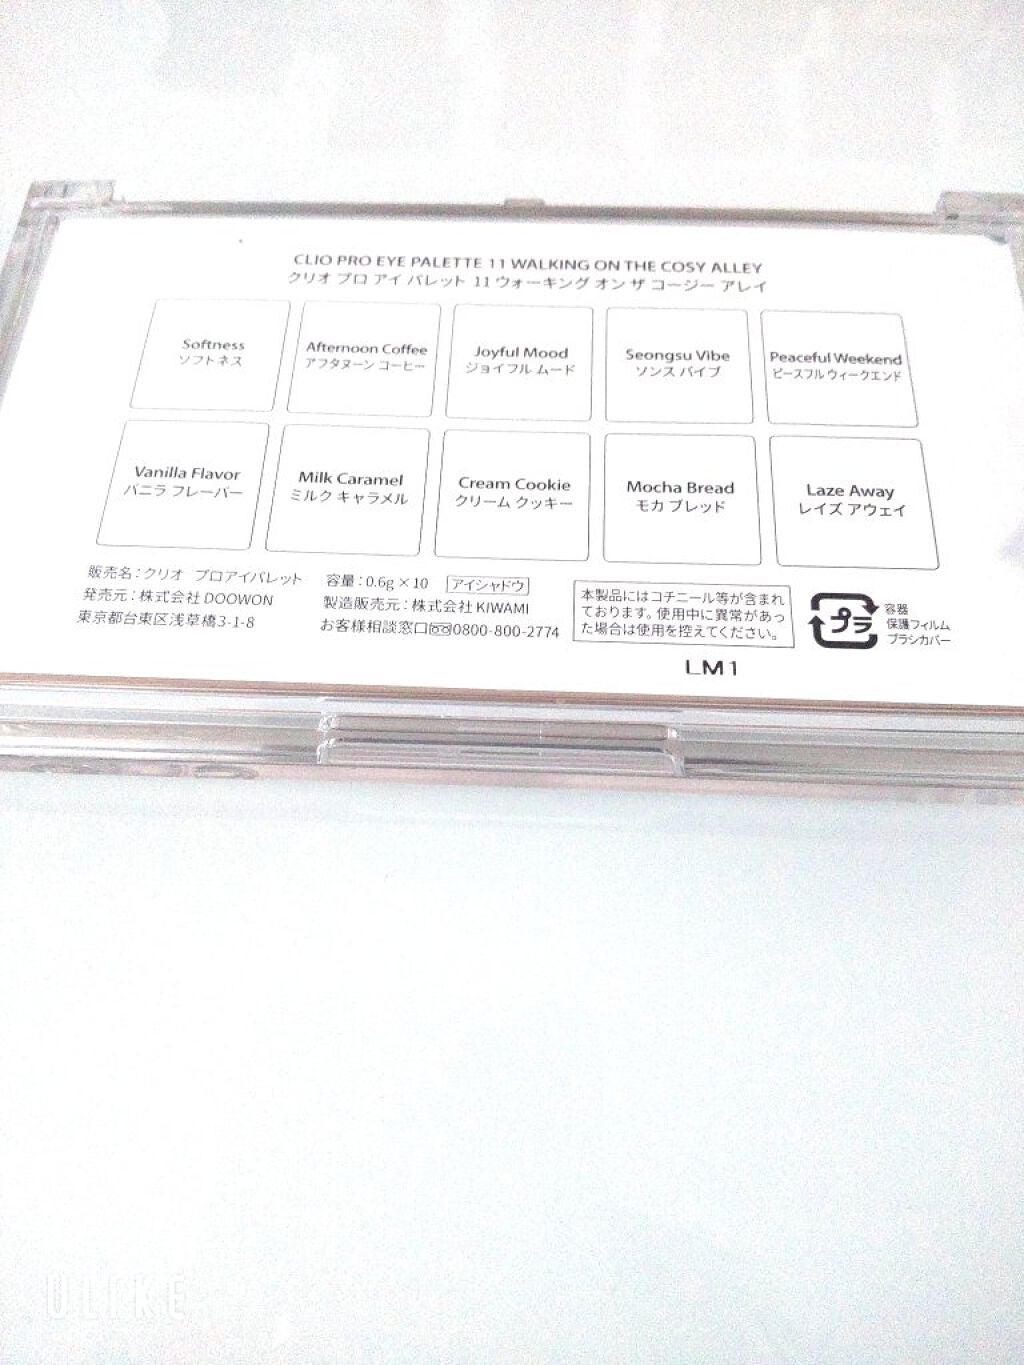 CLIO PRO EYE PALETTE 11 WALKING ON THE COSY ALLEY
クリオ プロ アイ パレット 11 ウォーキング オン ザ コージー アレイ
Softness
ソフトネス
Afternoon Coffee
アフタヌーン コーヒー
Joyful Mood
ジョイフル ムード
Seongsu Vibe
ソンス バイブ
Peaceful Weekend
ピースフル ウィークエンド
Vanilla Flavor
バニラ フレーバー
Milk Caramel
ミルク キャラメル
Cream Cookie
クリーム クッキー
Mocha Bread
モカ ブレッド
Laze Away
レイズ アウェイ
販売名:クリオ プロアイパレット
発売元:株式会社 DOOWON
東京都台東区浅草橋3-1-8
容量:0.6g×10 アイシャドウ
製造販売元:株式会社 KIWAMI
お客様相談窓口0800-800-2774
本製品にはコチニール等が含まれ
ております。使用中に異常があっ
た場合は使用を控えてください。
プラ
容器
保護フィルム
ブラシカバー
LM1
ULIKE